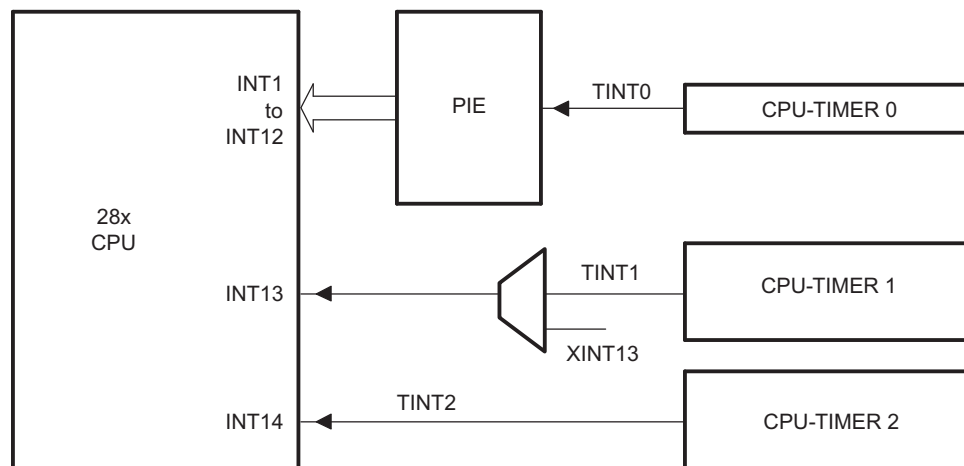 INT1
to
INT12
PIE
TINT0
CPU-TIMER 0
28x
CPU
INT13
TINT1
CPU-TIMER 1
XINT13
INT14
TINT2
CPU-TIMER 2